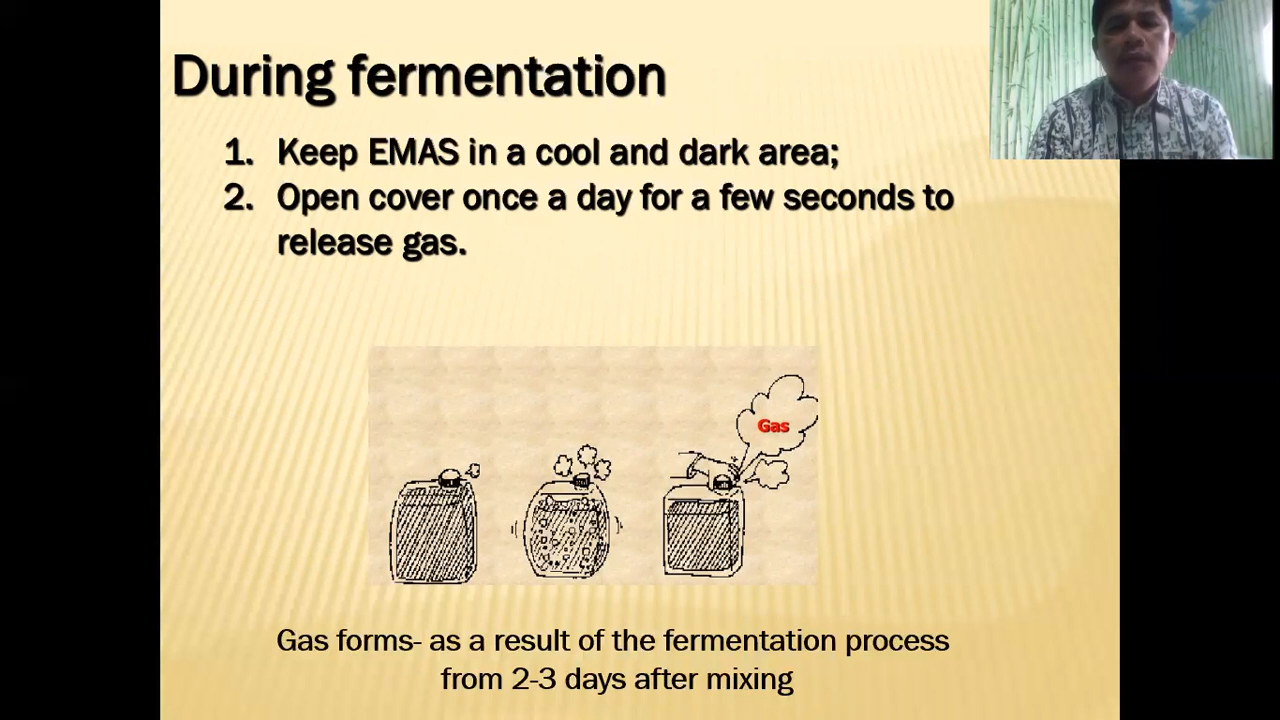 During fermentation
1. Keep EMAS in a cool and dark area;
2. Open cover once a day for a few seconds to
release gas.
Gas
Gas forms- as a result of the fermentation process
from 2-3 days after mixing